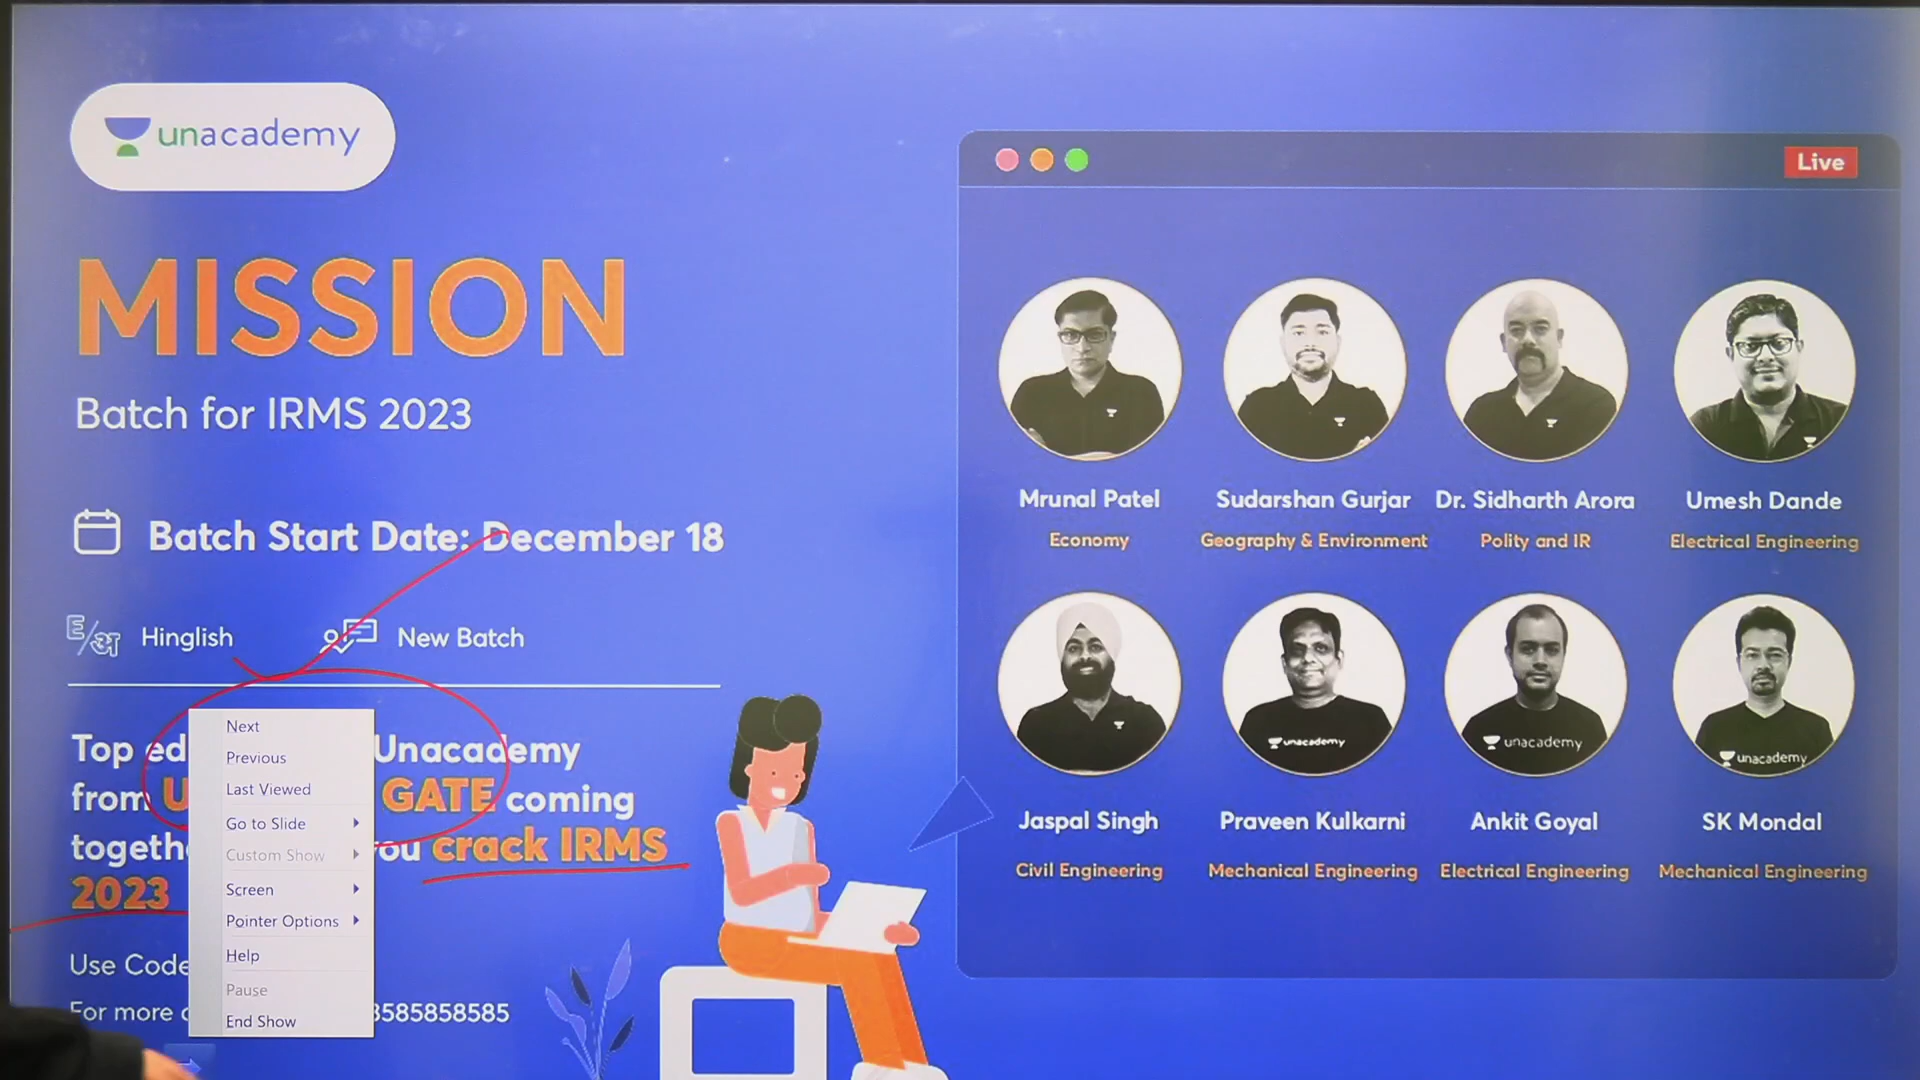 unacademy
MISSION
Batch for IRMS 2023
Batch Start Date: December 18
E/अ Hinglish
New Batch
Top ed Unacademy
from U GATE coming
togeth ou crack IRMS
2023
Use Code
For more 8585858585
Next
Previous
Last Viewed
Go to Slide
Custom Show
Screen
Pointer Options
Help
Pause
End Show
Live
Mrunal Patel
Economy
Sudarshan Gurjar
Geography & Environment
Dr. Sidharth Arora
Polity and IR
Umesh Dande
Electrical Engineering
unacademy
unacademy
unacademy
Jaspal Singh
Civil Engineering
Praveen Kulkarni
Mechanical Engineering
Ankit Goyal
Electrical Engineering
SK Mondal
Mechanical Engineering